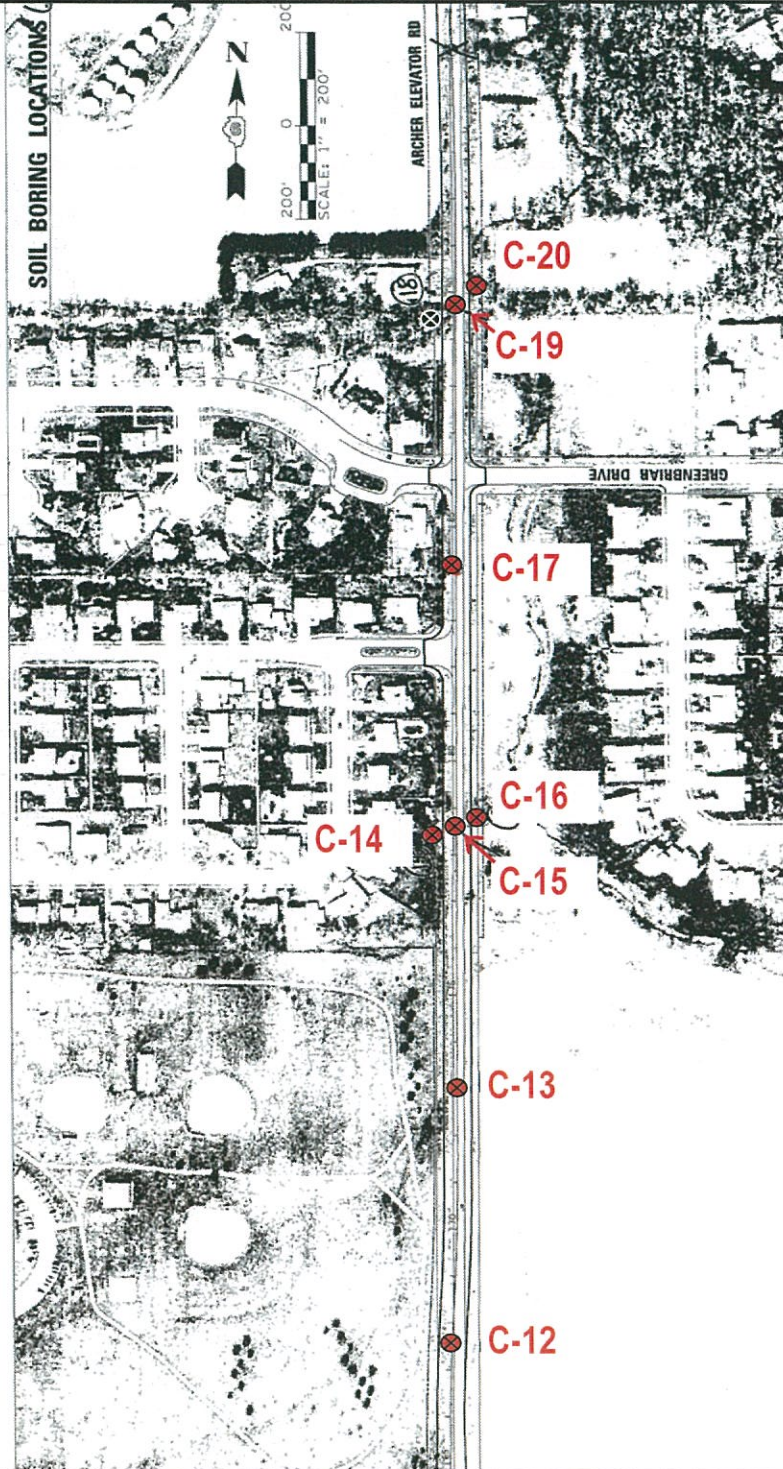 SOIL BORING LOCATIONS (
N
200' 0 200
SCALE: 1" = 200'
ARCHER ELEVATOR RD
18
C-20
C-19
GREENBRIAR DRIVE
C-17
C-16
C-14
C-15
C-13
C-12